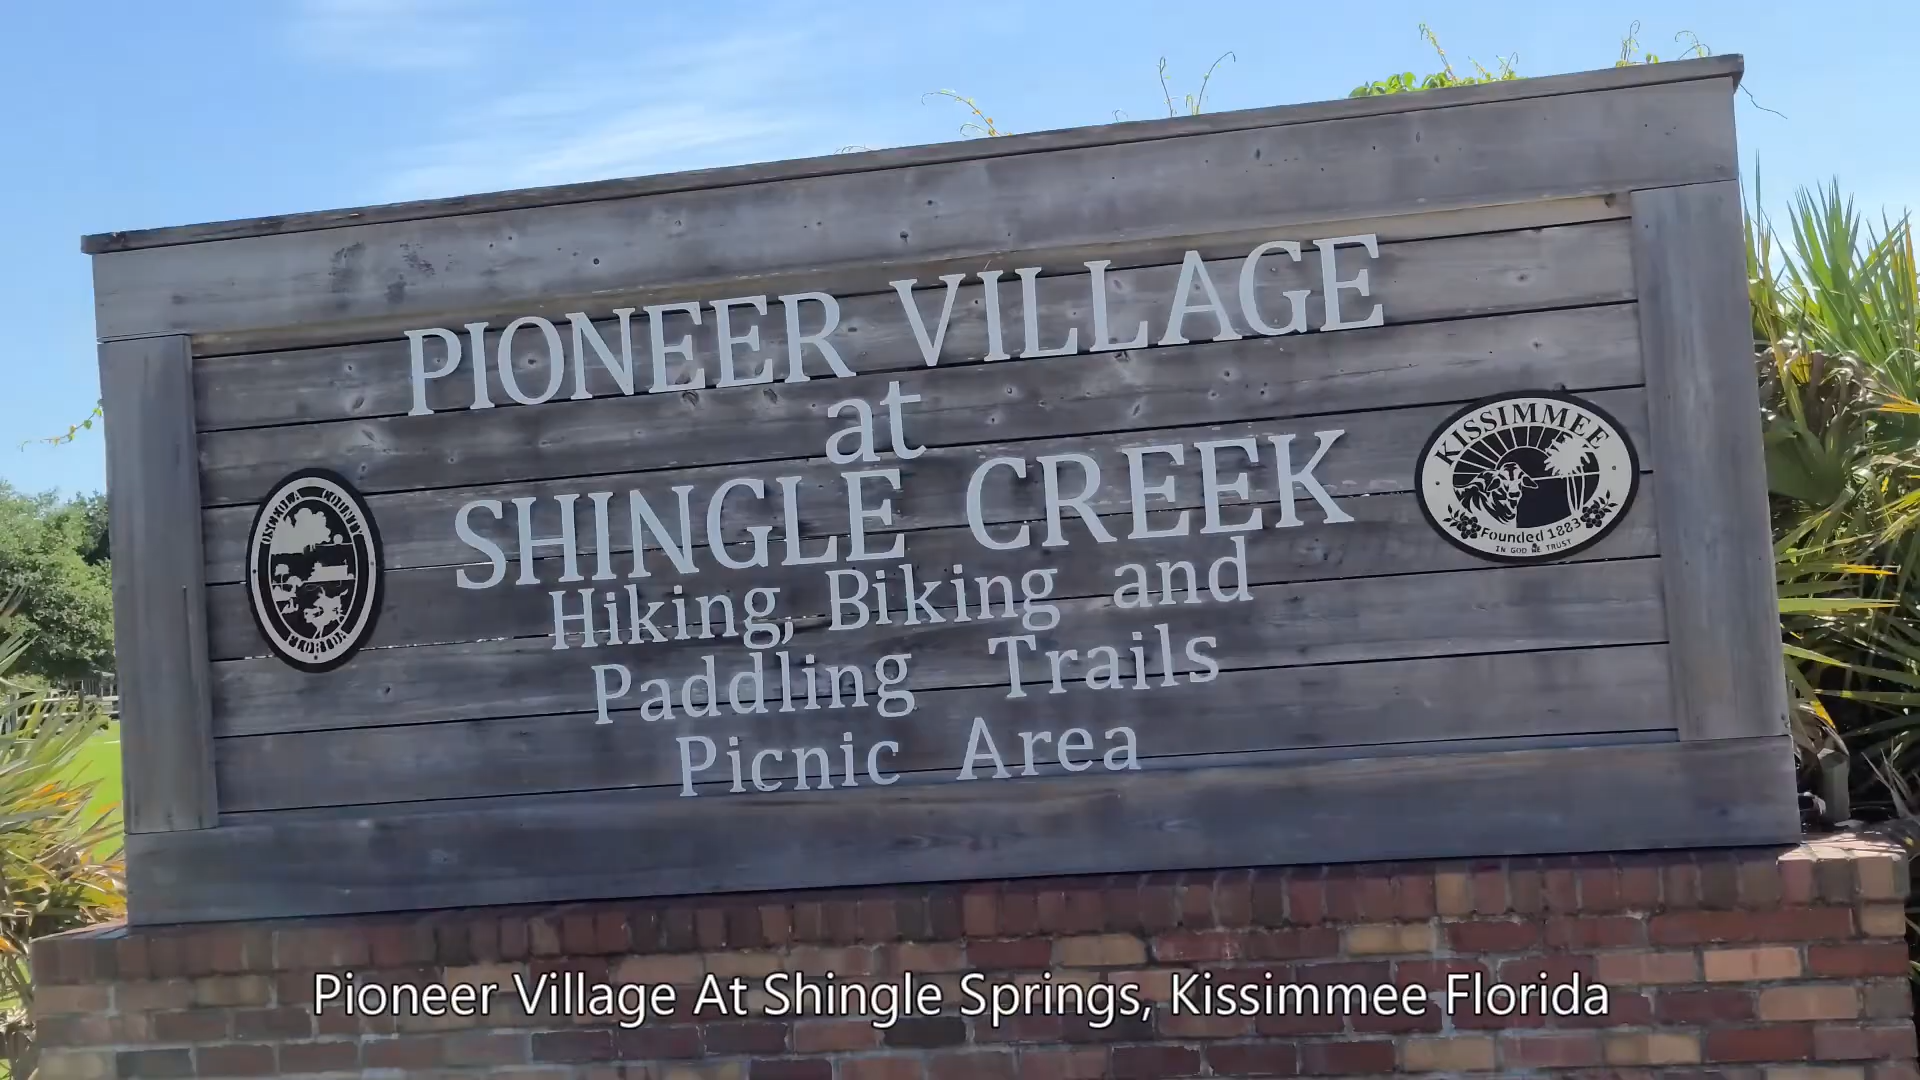 PIONEER VILLAGE
at
SHINGLE CREEK
Hiking, Biking and
Paddling Trails
Picnic Area
OSCEOLA COUNTY
FLORIDA
KISSIMMEE
Founded 1883
IN GOD WE TRUST
Pioneer Village At Shingle Springs, Kissimmee Florida